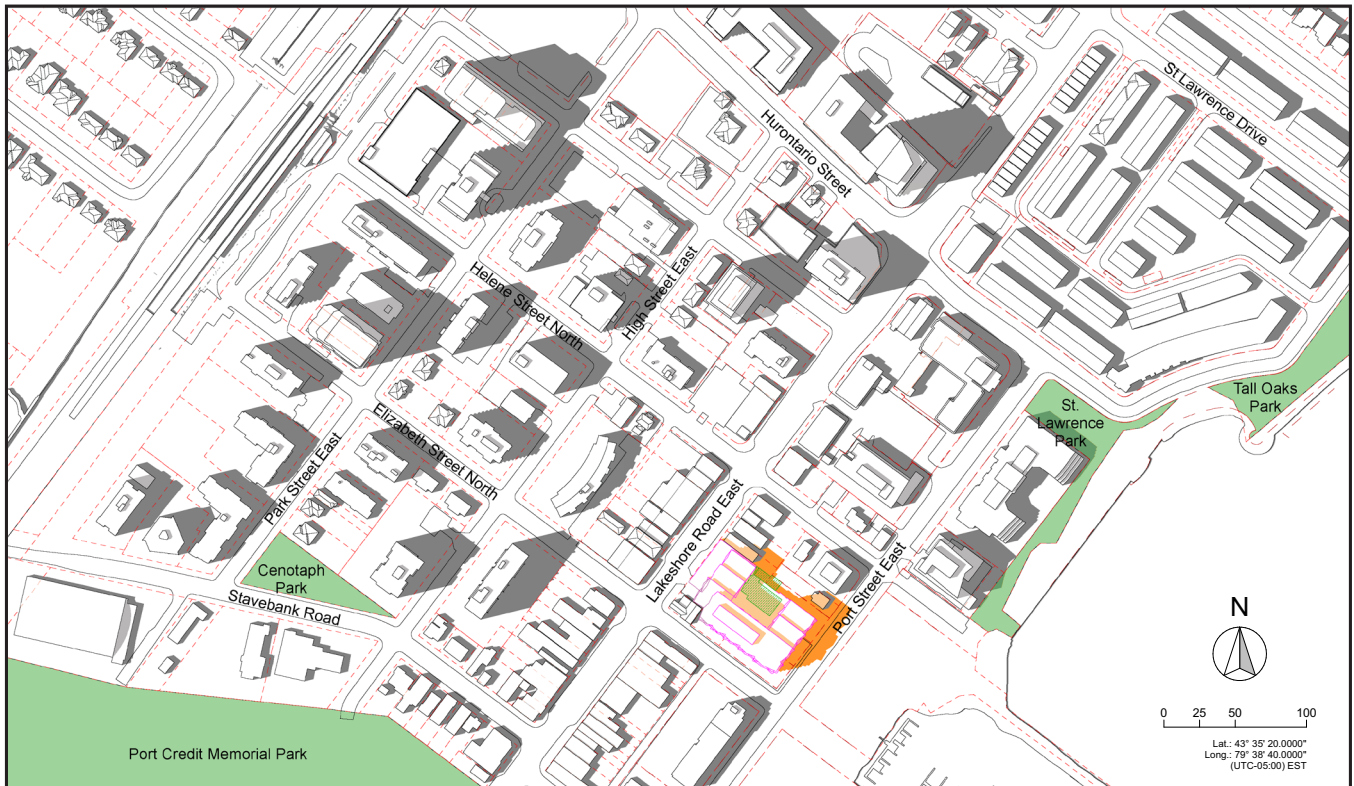 St Lawrence Drive
Hurontario Street
High Street East
Helene Street North
Tall Oaks
Park
St.
Lawrence
Park
Elizabeth Street North
Park Street East
Lakeshore Road East
Port Street East
Cenotaph
Park
Stavebank Road
Port Credit Memorial Park
N
0 25 50 100
Lat.: 43° 35' 20.0000"
Long.: 79° 38' 40.0000"
(UTC-05:00) EST